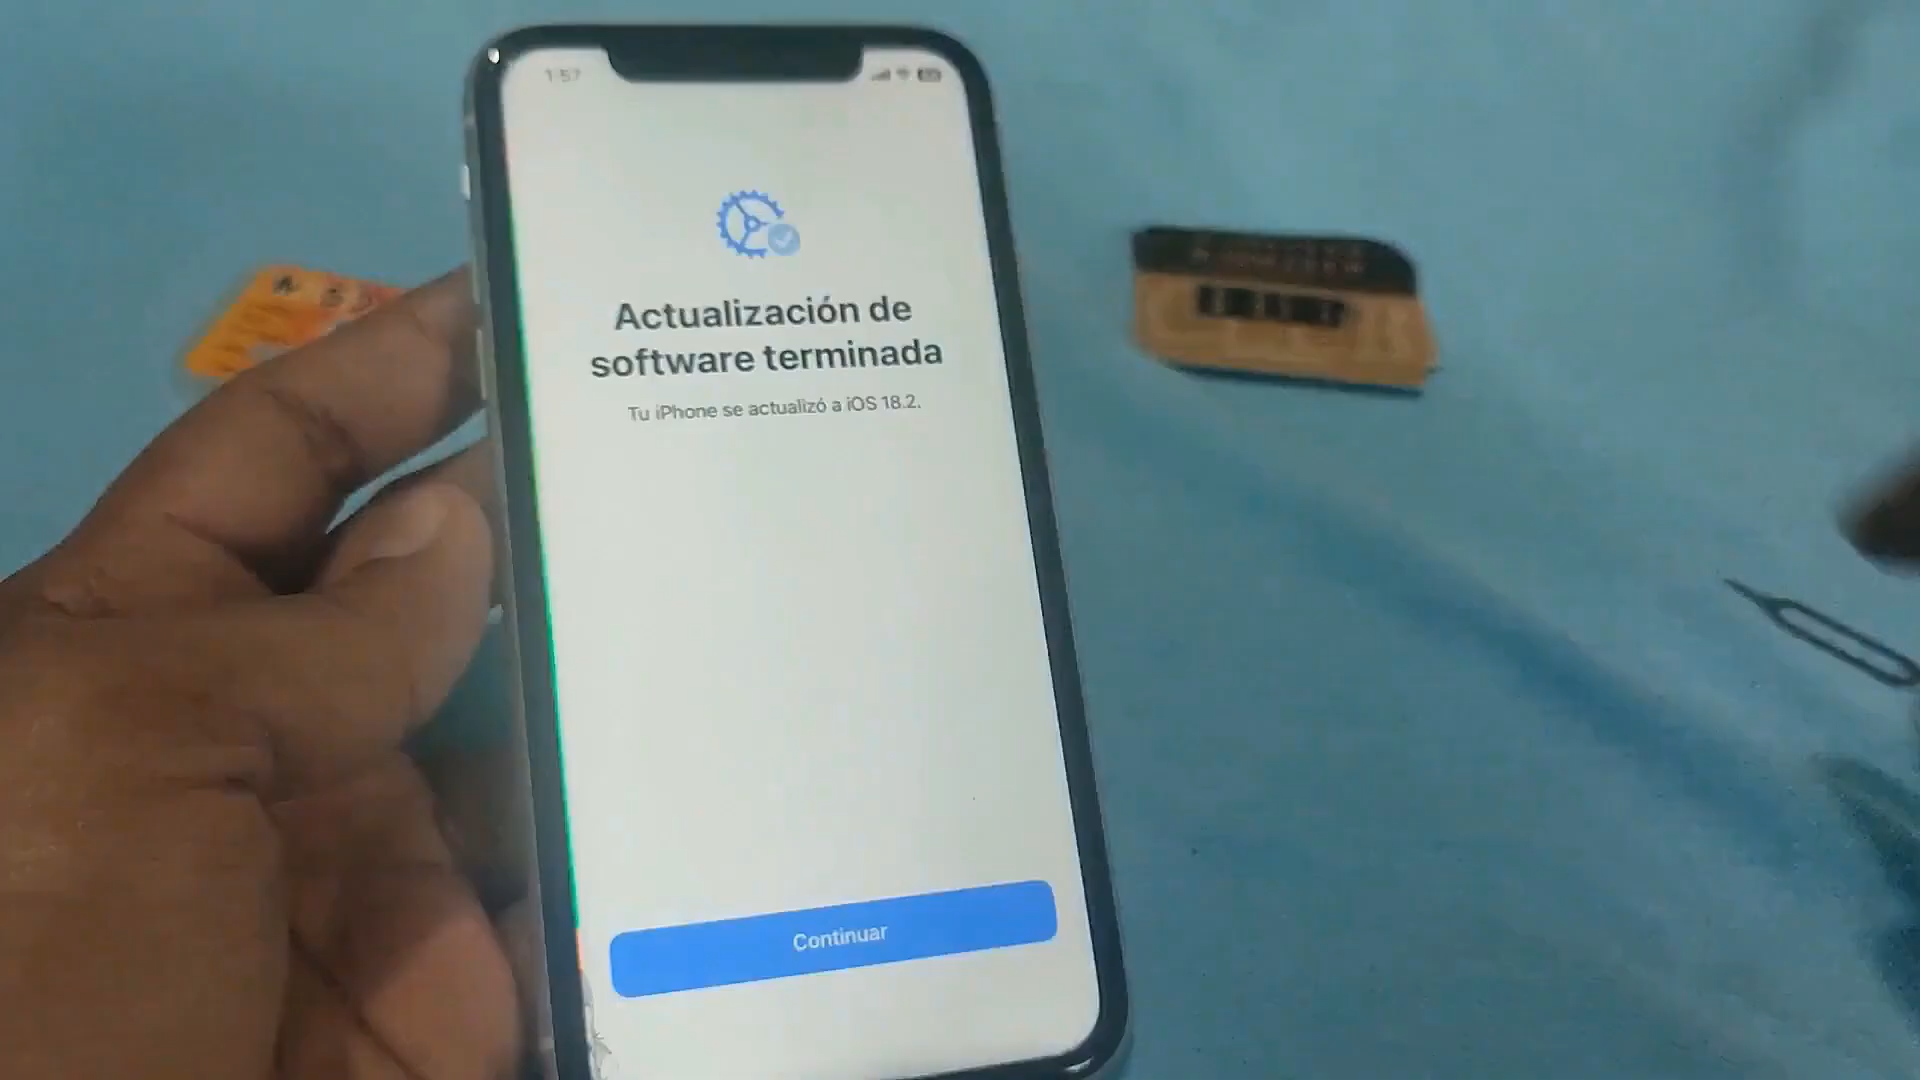 1:57
Actualización de
software terminada
Tu iPhone se actualizó a iOS 18.2.
Continuar